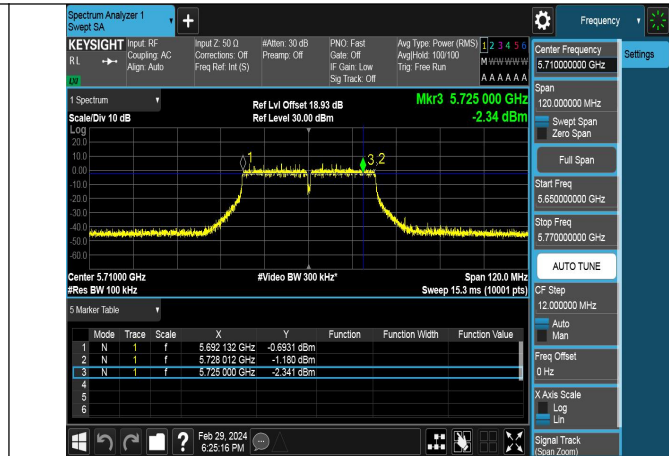 Spectrum Analyzer 1
Swept SA
+
Frequency
KEYSIGHT Input: RF Input Z: 50 Ω #Atten: 30 dB PNO: Fast Avg Type: Power (RMS) 1 2 3 4 5 6
R L Coupling: AC Corrections: Off Preamp: Off Gate: Off Avg|Hold: 100/100 M W W W W W
Align: Auto Freq Ref: Int (S) IF Gain: Low Trig: Free Run
LXI Sig Track: Off A A A A A A
1 Spectrum
Scale/Div 10 dB
Ref Lvl Offset 18.93 dB
Ref Level 30.00 dBm
Mkr3 5.725 000 GHz
-2.34 dBm
Log
20.0
10.0
0.00
-10.0
-20.0
-30.0
-40.0
-50.0
-60.0
1
3,2
Center 5.71000 GHz #Video BW 300 kHz* Span 120.0 MHz
#Res BW 100 kHz Sweep 15.3 ms (10001 pts)
5 Marker Table
Mode Trace Scale X Y Function Function Width Function Value
1 N 1 f 5.692 132 GHz -0.6931 dBm
2 N 1 f 5.728 012 GHz -1.180 dBm
3 N 1 f 5.725 000 GHz -2.341 dBm
4
5
6
?
Feb 29, 2024
6:25:16 PM
Center Frequency
5.710000000 GHz
Settings
Span
120.000000 MHz
Swept Span
Zero Span
Full Span
Start Freq
5.650000000 GHz
Stop Freq
5.770000000 GHz
AUTO TUNE
CF Step
12.000000 MHz
Auto
Man
Freq Offset
0 Hz
X Axis Scale
Log
Lin
Signal Track
(Span Zoom)